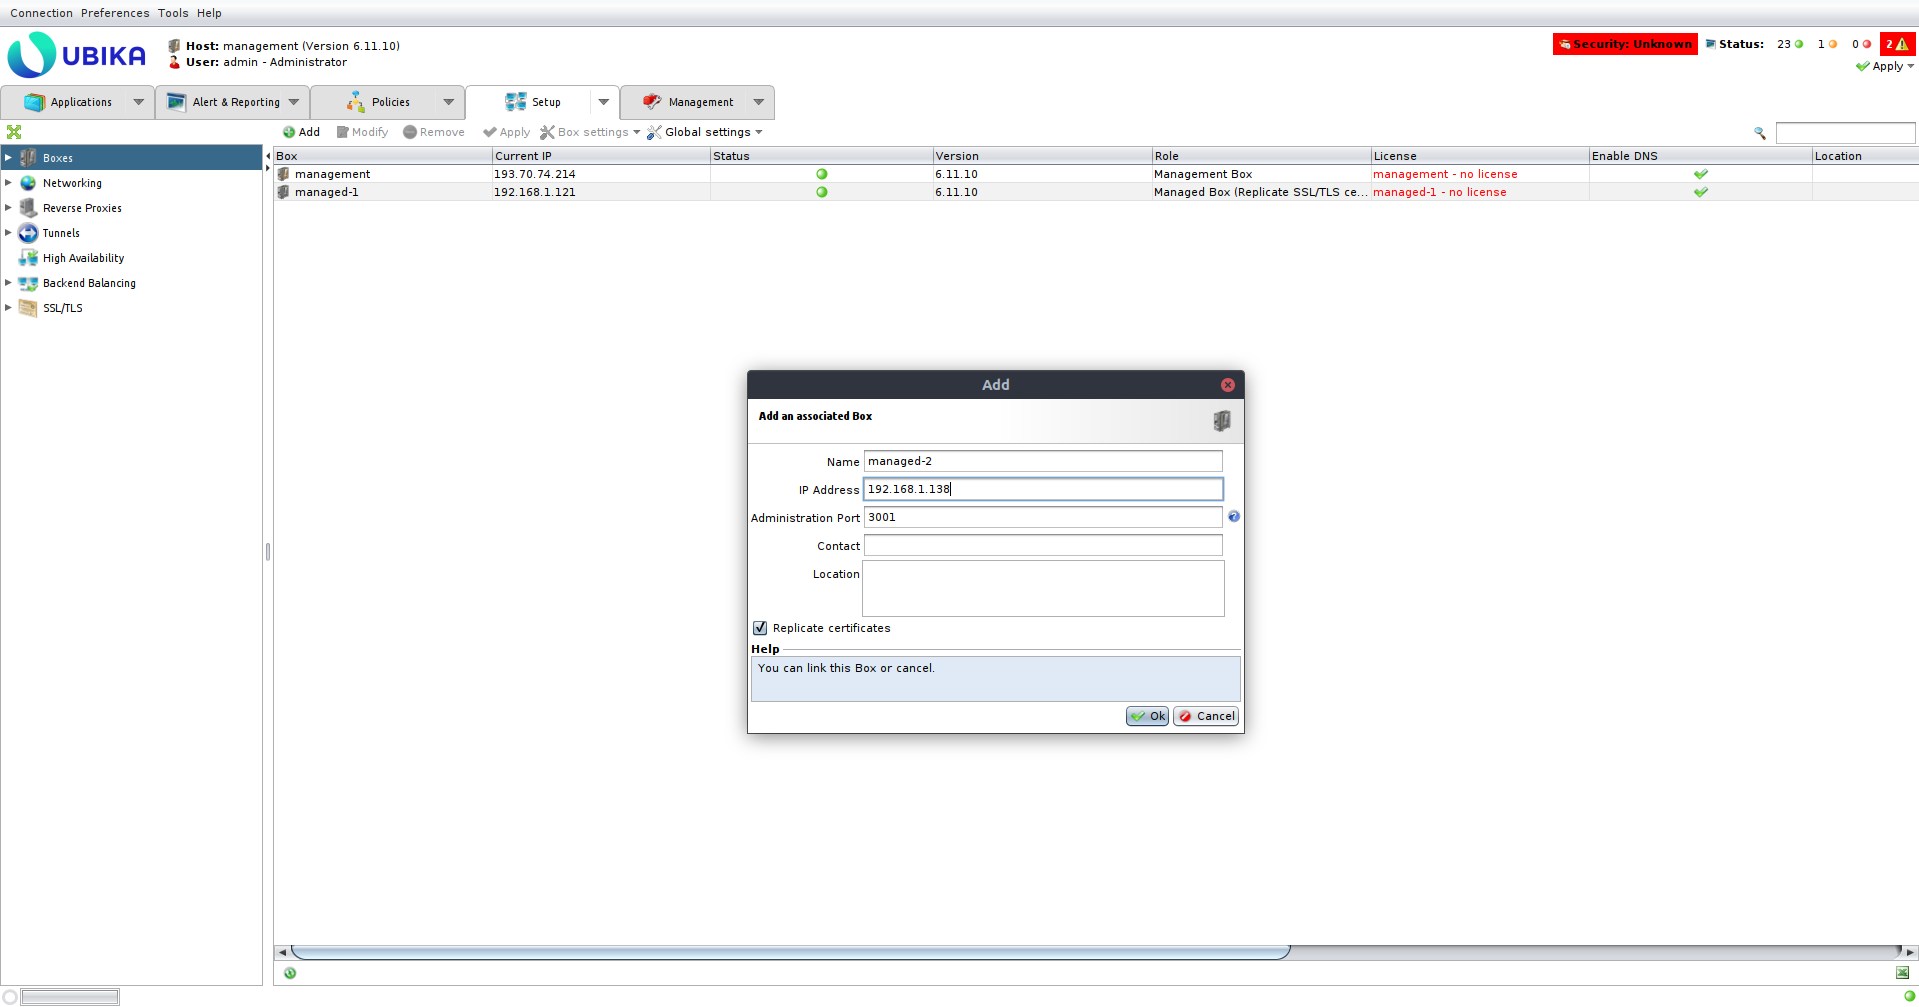 Connection Preferences Tools Help
UBIKA
Host: management (Version 6.11.10)
User: admin - Administrator
Security: Unknown
Status: 23 1 0 2
Apply
Applications
Alert & Reporting
Policies
Setup
Management
Add Modify Remove Apply Box settings Global settings
Boxes
Networking
Reverse Proxies
Tunnels
High Availability
Backend Balancing
SSL/TLS
Box Current IP Status Version Role License Enable DNS Location
management 193.70.74.214 6.11.10 Management Box management - no license
managed-1 192.168.1.121 6.11.10 Managed Box (Replicate SSL/TLS ce... managed-1 - no license
Add
Add an associated Box
Name managed-2
IP Address 192.168.1.138
Administration Port 3001
Contact
Location
Replicate certificates
Help
You can link this Box or cancel.
Ok Cancel